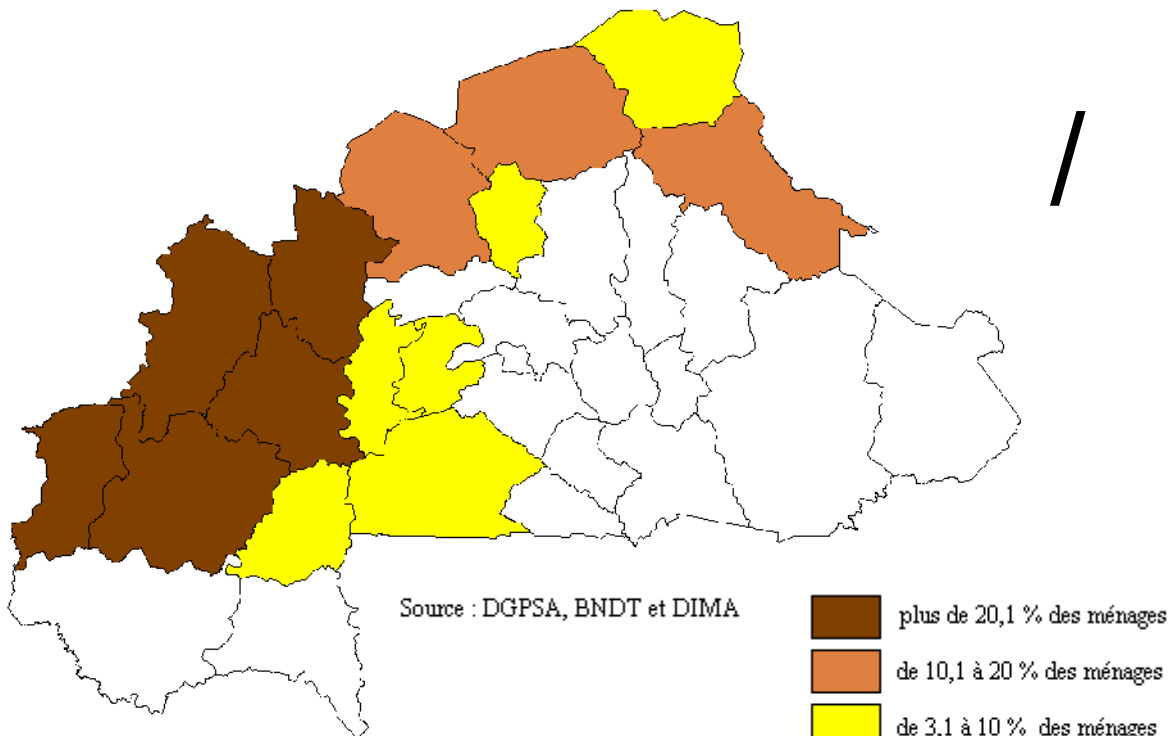 /
Source : DGPSA, BNDT et DIMA
plus de 20,1 % des ménages
de 10,1 à 20 % des ménages
de 3,1 à 10 % des ménages